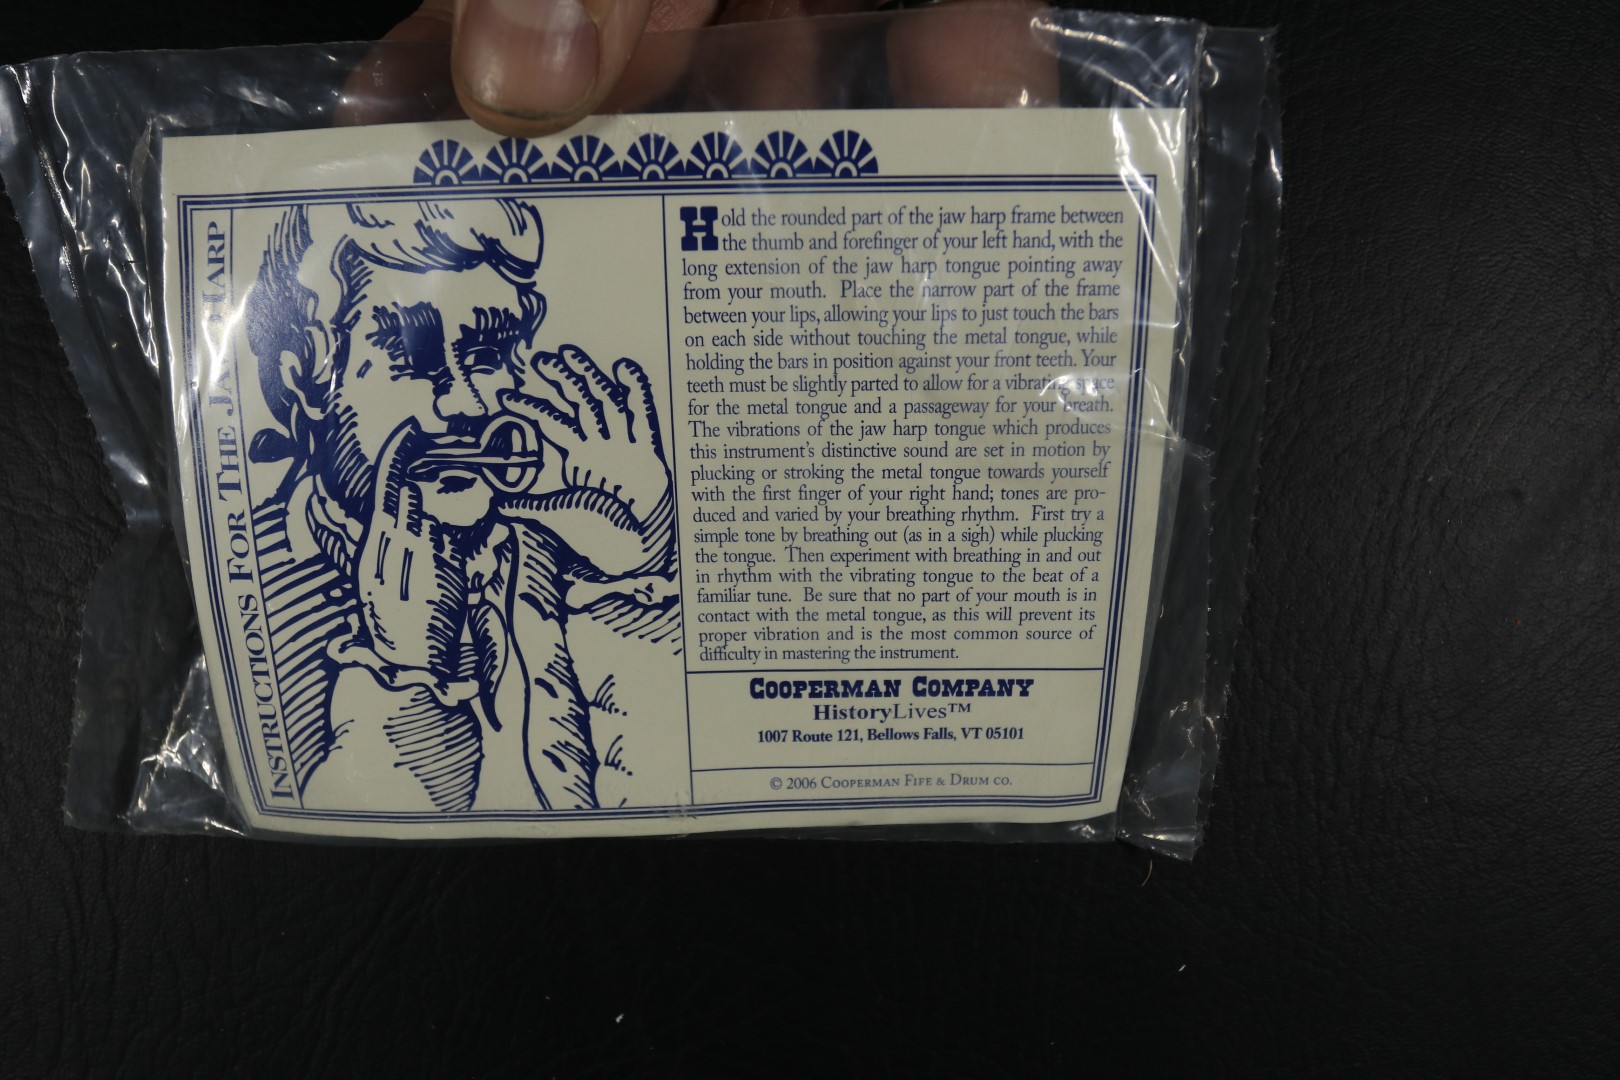 INSTRUCTIONS FOR THE JAW HARP
Hold the rounded part of the jaw harp frame between
the thumb and forefinger of your left hand, with the
long extension of the jaw harp tongue pointing away
from your mouth. Place the narrow part of the frame
between your lips, allowing your lips to just touch the bars
on each side without touching the metal tongue, while
holding the bars in position against your front teeth. Your
teeth must be slightly parted to allow for a vibrating space
for the metal tongue and a passageway for your breath.
The vibrations of the jaw harp tongue which produces
this instrument's distinctive sound are set in motion by
plucking or stroking the metal tongue towards yourself
with the first finger of your right hand; tones are pro-
duced and varied by your breathing rhythm. First try a
simple tone by breathing out (as in a sigh) while plucking
the tongue. Then experiment with breathing in and out
in rhythm with the vibrating tongue to the beat of a
familiar tune. Be sure that no part of your mouth is in
contact with the metal tongue, as this will prevent its
proper vibration and is the most common source of
difficulty in mastering the instrument.
COOPERMAN COMPANY
HistoryLives™
1007 Route 121, Bellows Falls, VT 05101
© 2006 COOPERMAN FIFE & DRUM CO.